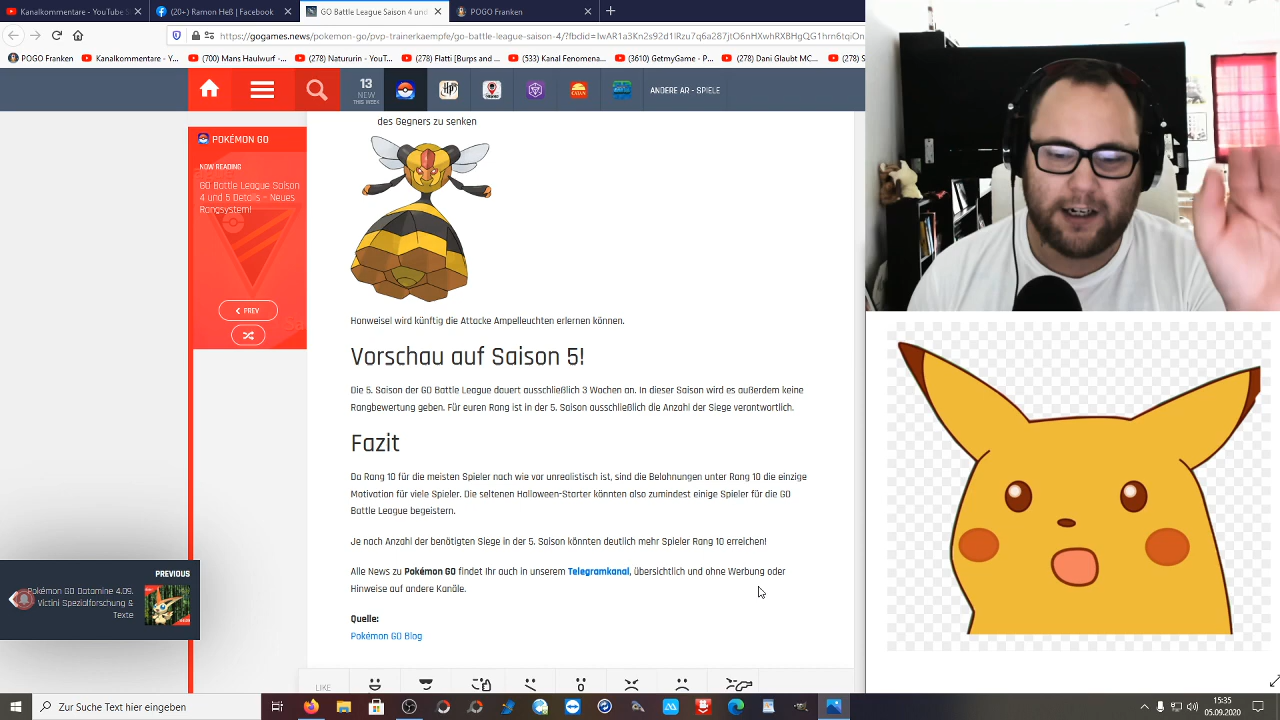 Kanalkommentare - YouTube S
(20+) Ramon Heß | Facebook
GO Battle League Saison 4 und
POGO Franken
https://gogames.news/pokemon-go/pvp-trainerkaempfe/go-battle-league-saison-4/?fbclid=
POGO Franken
Kanalkommentare - Y...
(700) Mans Haulwurf - ...
(278) Natururin - YouT...
(278) Flatti [Burps and ...
(533) Kanal Fenomena...
(3610) GetmyGame - ...
(278) Dani Glaubt MC...
13
NEW
THIS WEEK
ANDERE AR - SPIELE
POKÉMON GO
NOW READING
GO Battle League Saison
4 und 5 Details – Neues
Rangsystem!
PREV
des Gegners zu senken
Honweisel wird künftig die Attacke Ampelleuchten erlernen können.
Vorschau auf Saison 5!
Die 5. Saison der GO Battle League dauert ausschließlich 3 Wochen an. In dieser Saison wird es außerdem keine
Rangbewertung geben. Für euren Rang ist in der 5. Saison ausschließlich die Anzahl der Siege verantwortlich.
Fazit
Da Rang 10 für die meisten Spieler nach wie vor unrealistisch ist, sind die Belohnungen unter Rang 10 die einzige
Motivation für viele Spieler. Die seltenen Halloween-Starter könnten also zumindest einige Spieler für die GO
Battle League begeistern.
Je nach Anzahl der benötigten Siege in der 5. Saison könnten deutlich mehr Spieler Rang 10 erreichen!
Alle News zu Pokémon GO findet Ihr auch in unserem Telegramkanal, übersichtlich und ohne Werbung oder
Hinweise auf andere Kanäle.
Quelle:
Pokémon GO Blog
PREVIOUS
Pokémon GO Datamine 4.09.
Victini Spezialforschung &
Texte
LIKE
Zur Suche Text hier eingeben
15:35
05.09.2020